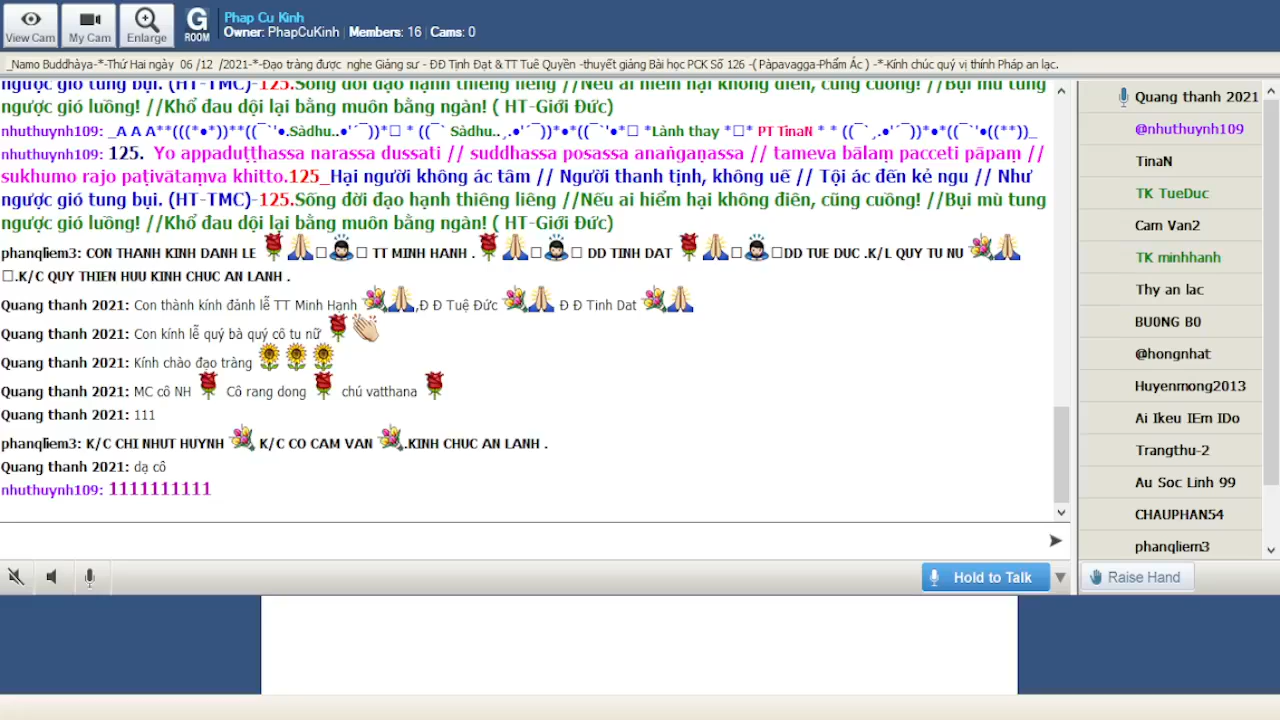 View Cam
My Cam
Enlarge
G
ROOM
Phap Cu Kinh
Owner: PhapCuKinh | Members: 16 | Cams: 0
_Namo Buddhàya-*-Thứ Hai ngày 06 /12 /2021-*-Đạo tràng được nghe Giảng sư - ĐĐ Tịnh Đạt & TT Tuệ Quyền -thuyết giảng Bài học PCK Số 126 -( Pàpavagga-Phẩm Ác ) -*-Kính chúc quý vị thính Pháp an lạc.
ngược gió tung bụi. (HT-TMC)-125.Sống đời đạo hạnh thiêng liêng //Nếu ai hiểm hại không điên, cũng cuồng! //Bụi mù tung
ngược gió luồng! //Khổ đau dội lại bằng muôn bằng ngàn! ( HT-Giới Đức)
nhuthuynh109: _A A A**(((*•*))**((¯`'•.Sàdhu..•'´¯))*□ * ((¯` Sàdhu..¸.•'´¯))*•*((¯`'•*□ *Lành thay *□* PT TinaN * * ((¯`¸.•'´¯))*•*((¯`'•((**))_
nhuthuynh109: 125. Yo appaduṭṭhassa narassa dussati // suddhassa posassa anaṅgaṇassa // tameva bālaṃ pacceti pāpaṃ //
sukhumo rajo paṭivātaṃva khitto.125_Hại người không ác tâm // Người thanh tịnh, không uế // Tội ác đến kẻ ngu // Như
ngược gió tung bụi. (HT-TMC)-125.Sống đời đạo hạnh thiêng liêng //Nếu ai hiểm hại không điên, cũng cuồng! //Bụi mù tung
ngược gió luồng! //Khổ đau dội lại bằng muôn bằng ngàn! ( HT-Giới Đức)
phanqliem3: CON THANH KINH DANH LE 🌹🙏□🙇□ TT MINH HANH .🌹🙏□🙇□ DD TINH DAT 🌹🙏□🙇□DD TUE DUC .K/L QUY TU NU 💐🙏
□.K/C QUY THIEN HUU KINH CHUC AN LANH .
Quang thanh 2021: Con thành kính đảnh lễ TT Minh Hạnh 💐🙏,Đ Đ Tuệ Đức 💐🙏 Đ Đ Tinh Dat 💐🙏
Quang thanh 2021: Con kính lễ quý bà quý cô tu nữ 🌹👏
Quang thanh 2021: Kính chào đạo tràng 🌻🌻🌻
Quang thanh 2021: MC cô NH 🌹 Cô rang dong 🌹 chú vatthana 🌹
Quang thanh 2021: 111
phanqliem3: K/C CHI NHUT HUYNH 💐 K/C CO CAM VAN 💐.KINH CHUC AN LANH .
Quang thanh 2021: dạ cô
nhuthuynh109: 1111111111
Hold to Talk
Quang thanh 2021
@nhuthuynh109
TinaN
TK TueDuc
Cam Van2
TK minhhanh
Thy an lac
BU0NG B0
@hongnhat
Huyenmong2013
Ai Ikeu IEm IDo
Trangthu-2
Au Soc Linh 99
CHAUPHAN54
phanqliem3
Raise Hand